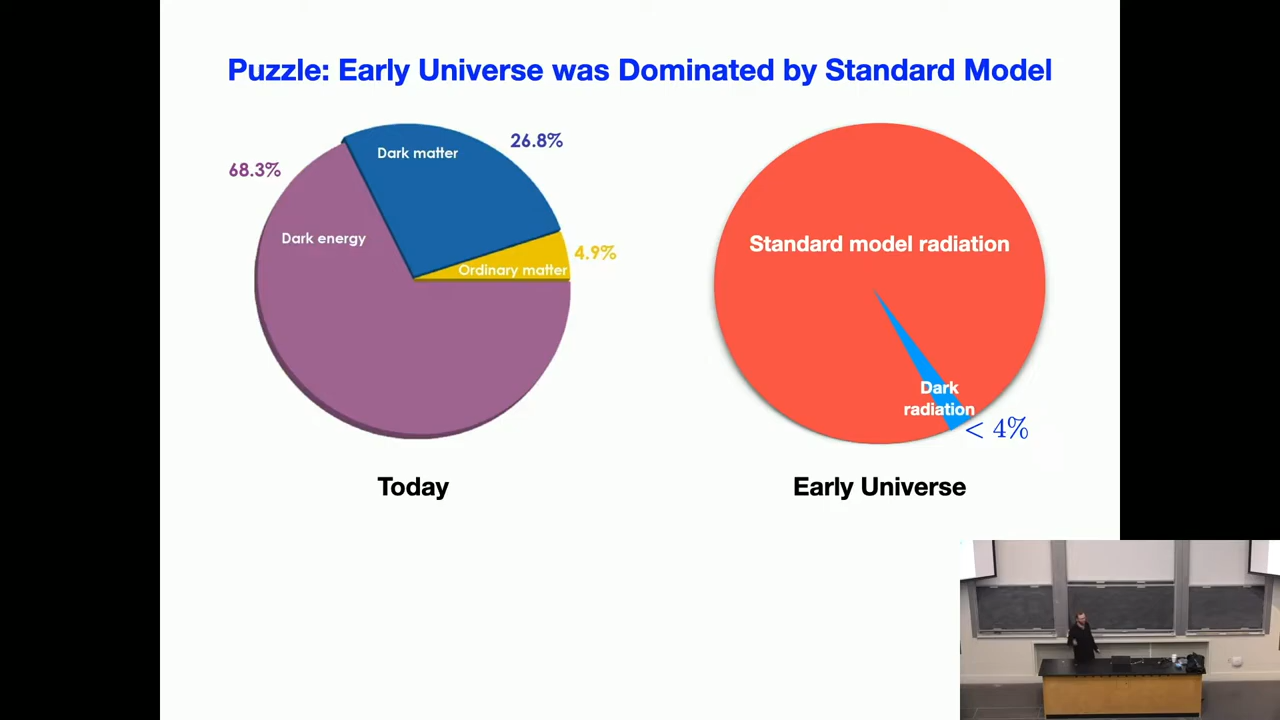 Puzzle: Early Universe was Dominated by Standard Model
68.3%
Dark matter
26.8%
Dark energy
4.9%
Ordinary matter
Standard model radiation
Dark
radiation
< 4%
Today
Early Universe